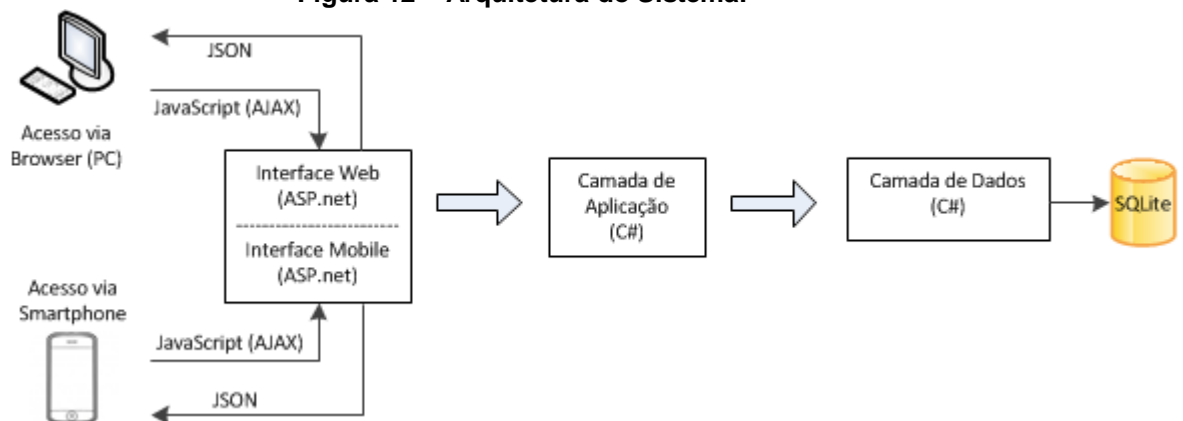 Figura 12 – Arquitetura do Sistema.
JSON
JavaScript (AJAX)
Acesso via
Browser (PC)
Interface Web
(ASP.net)
Interface Mobile
(ASP.net)
Camada de
Aplicação
(C#)
Camada de Dados
(C#)
SQLite
Acesso via
Smartphone
JavaScript (AJAX)
JSON